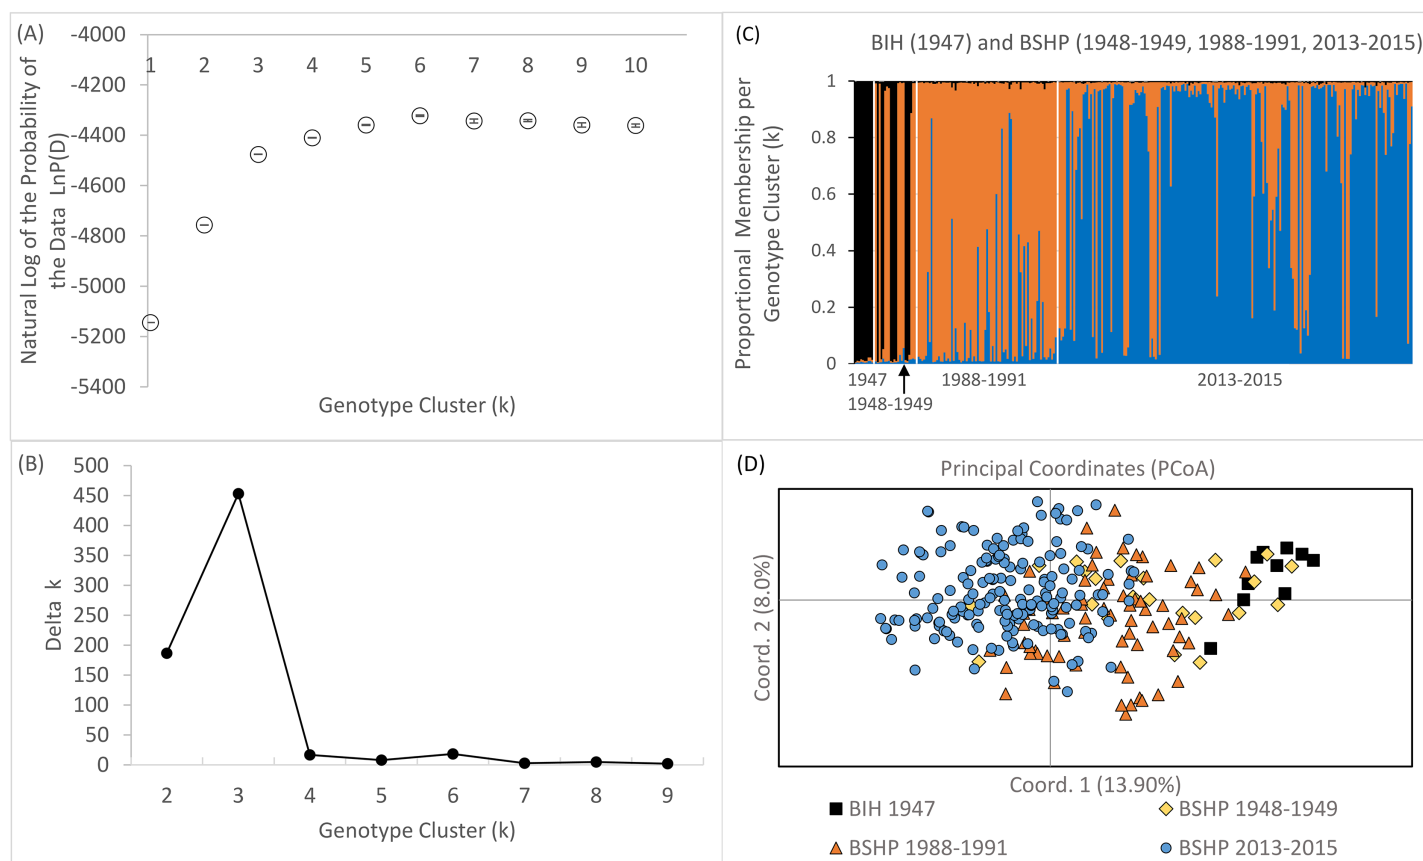 (A)
Natural Log of the Probability of
the Data LnP(D)
-4000
-4200
-4400
-4600
-4800
-5000
-5200
-5400
1 2 3 4 5 6 7 8 9 10
Genotype Cluster (k)
(C)
BIH (1947) and BSHP (1948-1949, 1988-1991, 2013-2015)
Proportional Membership per
Genotype Cluster (k)
1
0.8
0.6
0.4
0.2
0
1947 1988-1991 2013-2015
1948-1949
(B)
Delta k
500
450
400
350
300
250
200
150
100
50
0
2 3 4 5 6 7 8 9
Genotype Cluster (k)
(D)
Principal Coordinates (PCoA)
Coord. 2 (8.0%)
Coord. 1 (13.90%)
BIH 1947 BSHP 1948-1949
BSHP 1988-1991 BSHP 2013-2015